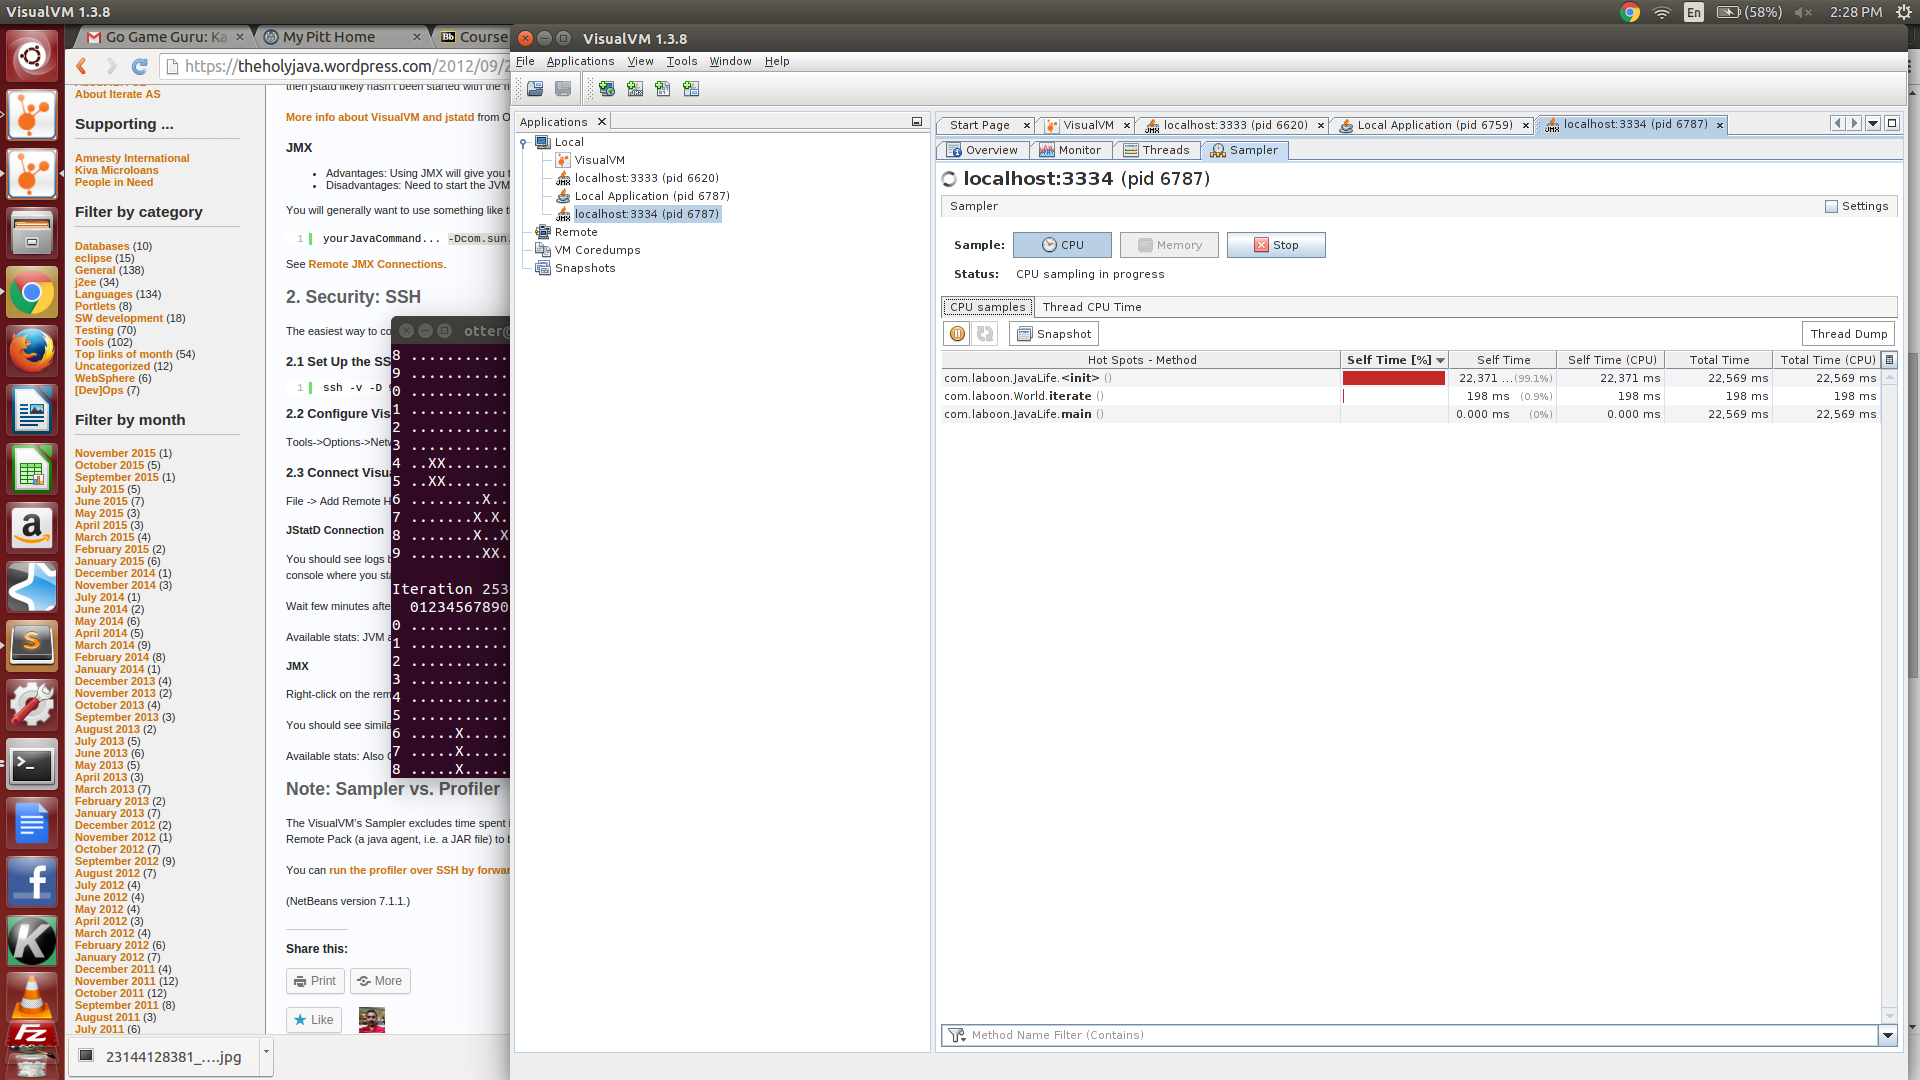 VisualVM 1.3.8
En
(58%)
2:28 PM
Go Game Guru: Ka
My Pitt Home
Course
https://theholyjava.wordpress.com/2012/09/2
About Iterate AS
Supporting ...
Amnesty International
Kiva Microloans
People in Need
Filter by category
Databases (10)
eclipse (15)
General (138)
j2ee (34)
Languages (134)
Portlets (8)
SW development (18)
Testing (70)
Tools (102)
Top links of month (54)
Uncategorized (12)
WebSphere (6)
[Dev]Ops (7)
Filter by month
November 2015 (1)
October 2015 (5)
September 2015 (1)
July 2015 (5)
June 2015 (7)
May 2015 (3)
April 2015 (3)
March 2015 (4)
February 2015 (2)
January 2015 (6)
December 2014 (1)
November 2014 (3)
July 2014 (1)
June 2014 (2)
May 2014 (6)
April 2014 (5)
March 2014 (9)
February 2014 (8)
January 2014 (1)
December 2013 (4)
November 2013 (2)
October 2013 (4)
September 2013 (3)
August 2013 (2)
July 2013 (5)
June 2013 (6)
May 2013 (5)
April 2013 (3)
March 2013 (7)
February 2013 (2)
January 2013 (7)
December 2012 (2)
November 2012 (1)
October 2012 (7)
September 2012 (9)
August 2012 (7)
July 2012 (4)
June 2012 (4)
May 2012 (4)
April 2012 (3)
March 2012 (4)
February 2012 (6)
January 2012 (7)
December 2011 (4)
November 2011 (12)
October 2011 (12)
September 2011 (8)
August 2011 (3)
July 2011 (6)
then jstatd likely hasn't been started with the
More info about VisualVM and jstatd from O
JMX
Advantages: Using JMX will give you
Disadvantages: Need to start the JVM
You will generally want to use something like
1 yourJavaCommand... -Dcom.sun.
See Remote JMX Connections.
2. Security: SSH
The easiest way to co
2.1 Set Up the SS
1 ssh -v -D
2.2 Configure Vis
Tools->Options->Netw
2.3 Connect Visua
File -> Add Remote H
JStatD Connection
You should see logs
console where you sta
Wait few minutes afte
Available stats: JVM
JMX
Right-click on the rem
You should see simila
Available stats: Also
Note: Sampler vs. Profiler
The VisualVM's Sampler excludes time spent
Remote Pack (a java agent, i.e. a JAR file) to
You can run the profiler over SSH by forwar
(NetBeans version 7.1.1.)
Share this:
Print
More
Like
23144128381_....jpg
otter@
8 ...........
9 ...........
0 ...........
1 ...........
2 ...........
3 ...........
4 ..XX.......
5 ..XX.......
6 ........X..
7 .......X.X.
8 .......X..X
9 ........XX.
Iteration 253
01234567890
0 ...........
1 ...........
2 ...........
3 ...........
4 ...........
5 ...........
6 .....X.....
7 .....X.....
8 .....X.....
VisualVM 1.3.8
File Applications View Tools Window Help
Applications
Local
VisualVM
localhost:3333 (pid 6620)
Local Application (pid 6787)
localhost:3334 (pid 6787)
Remote
VM Coredumps
Snapshots
Start Page
VisualVM
localhost:3333 (pid 6620)
Local Application (pid 6759)
localhost:3334 (pid 6787)
Overview Monitor Threads Sampler
localhost:3334 (pid 6787)
Sampler
Settings
Sample: CPU Memory Stop
Status: CPU sampling in progress
CPU samples Thread CPU Time
Snapshot
Thread Dump
Hot Spots - Method Self Time [%] Self Time Self Time (CPU) Total Time Total Time (CPU)
com.laboon.JavaLife.<init> () 22,371 ...(99.1%) 22,371 ms 22,569 ms 22,569 ms
com.laboon.World.iterate () 198 ms (0.9%) 198 ms 198 ms 198 ms
com.laboon.JavaLife.main () 0.000 ms (0%) 0.000 ms 22,569 ms 22,569 ms
Method Name Filter (Contains)